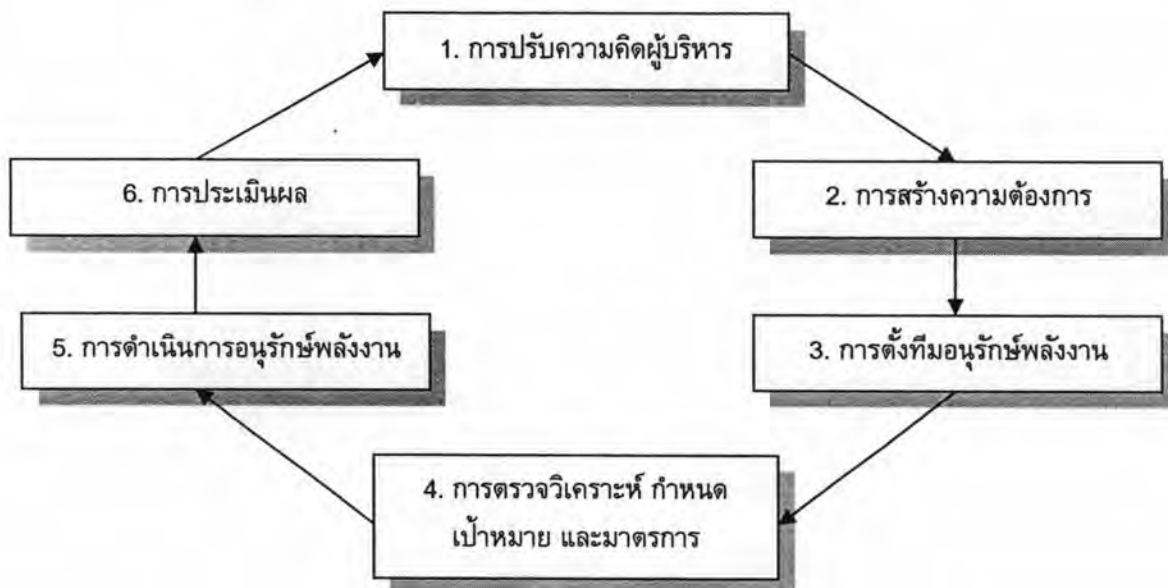 1. การปรับความคิดผู้บริหาร
2. การสร้างความต้องการ
3. การตั้งทีมอนุรักษ์พลังงาน
4. การตรวจวิเคราะห์ กำหนด
เป้าหมาย และมาตรการ
5. การดำเนินการอนุรักษ์พลังงาน
6. การประเมินผล